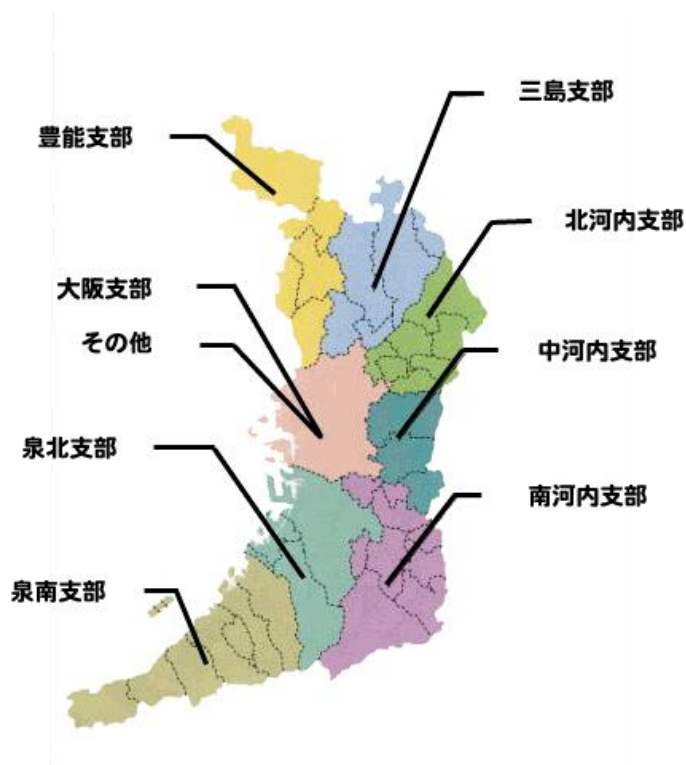 三島支部
豊能支部
北河内支部
大阪支部
その他
中河内支部
泉北支部
南河内支部
泉南支部